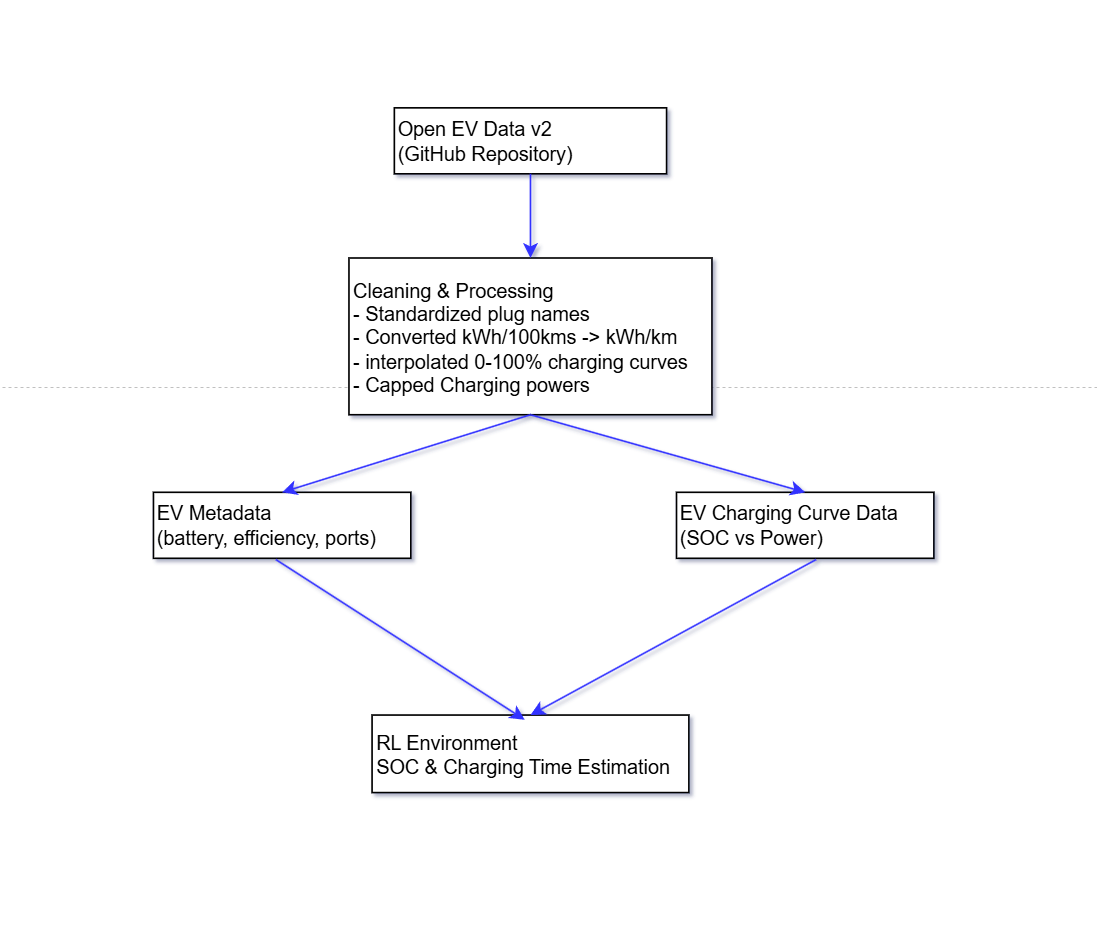 Open EV Data v2
(GitHub Repository)
Cleaning & Processing
- Standardized plug names
- Converted kWh/100kms -> kWh/km
- interpolated 0-100% charging curves
- Capped Charging powers
EV Metadata
(battery, efficiency, ports)
EV Charging Curve Data
(SOC vs Power)
RL Environment
SOC & Charging Time Estimation